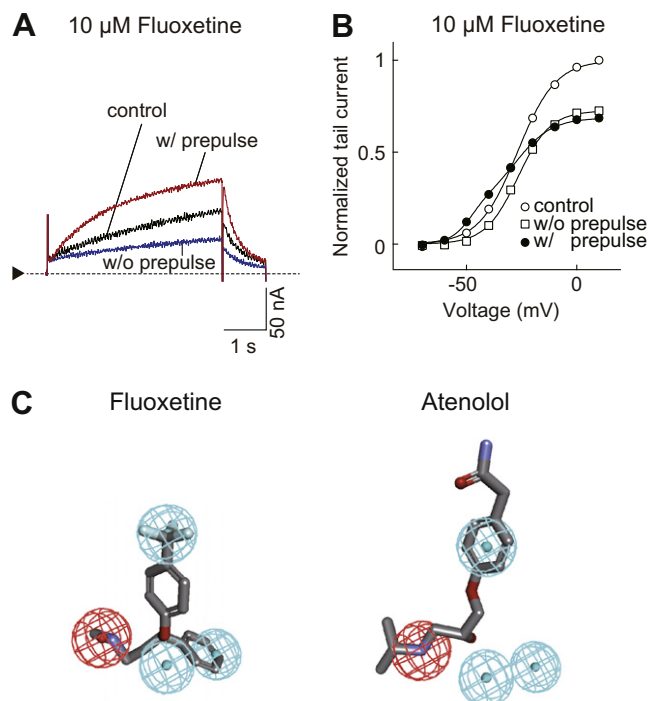 A
10 µM Fluoxetine
control
w/ prepulse
w/o prepulse
50 nA
1 s
B
10 µM Fluoxetine
Normalized tail current
1
0.5
0
control
w/o prepulse
w/ prepulse
-50
0
Voltage (mV)
C
Fluoxetine
Atenolol